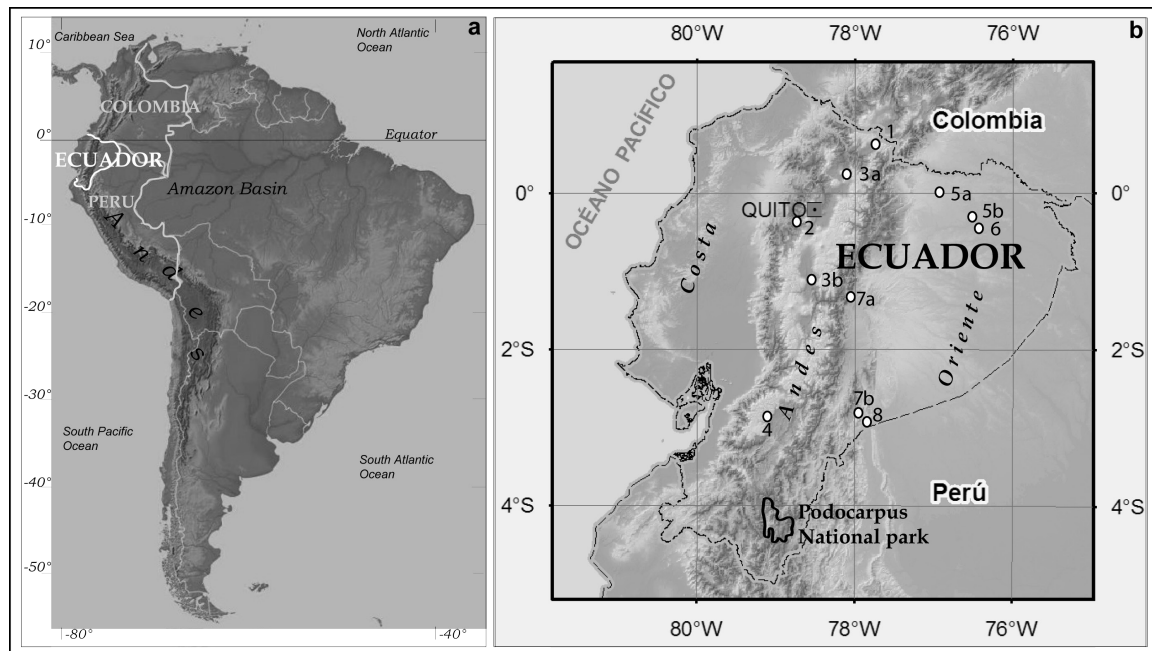 a
Caribbean Sea
North Atlantic
Ocean
10°
COLOMBIA
0°
Equator
ECUADOR
Amazon Basin
PERU
-10°
Andes
-20°
-30°
South Pacific
Ocean
South Atlantic
Ocean
-40°
-50°
-80°
-40°
80°W
78°W
76°W
b
OCÉANO PACÍFICO
Colombia
1
3a
0°
0°
5a
QUITO
5b
2
6
Costa
ECUADOR
3b
7a
Oriente
2°S
2°S
Andes
7b
8
4
Perú
4°S
4°S
Podocarpus
National park
80°W
78°W
76°W